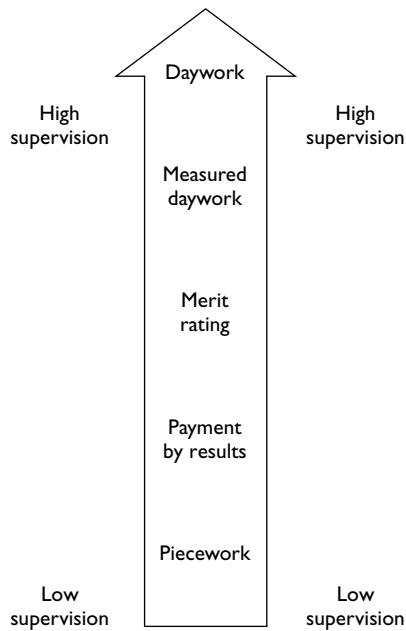 Daywork
High
supervision
High
supervision
Measured
daywork
Merit
rating
Payment
by results
Piecework
Low
supervision
Low
supervision